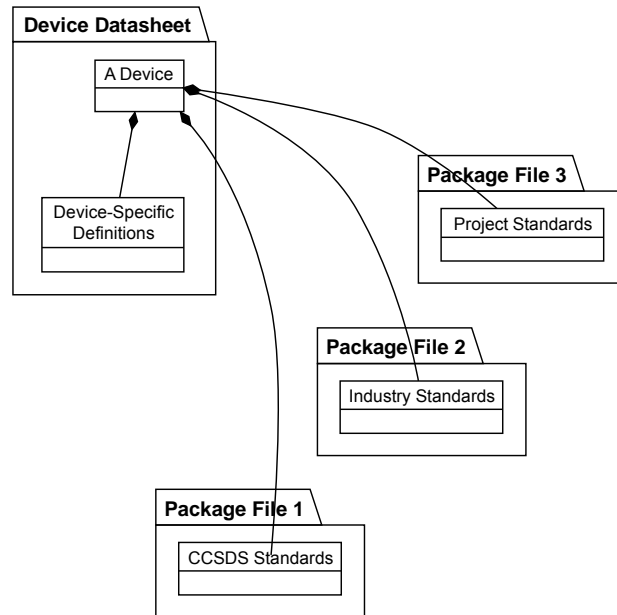 Device Datasheet
A Device
Device-Specific
Definitions
Package File 3
Project Standards
Package File 2
Industry Standards
Package File 1
CCSDS Standards